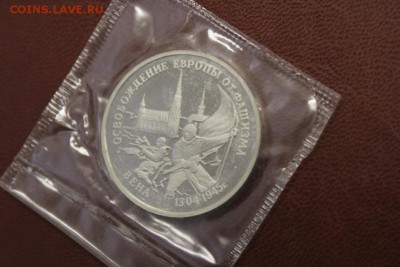 COINS.LAVE.RU
ОСВОБОЖДЕНИЕ ЕВРОПЫ ОТ ФАШИЗМА
ВЕНА
13·04·1945г.